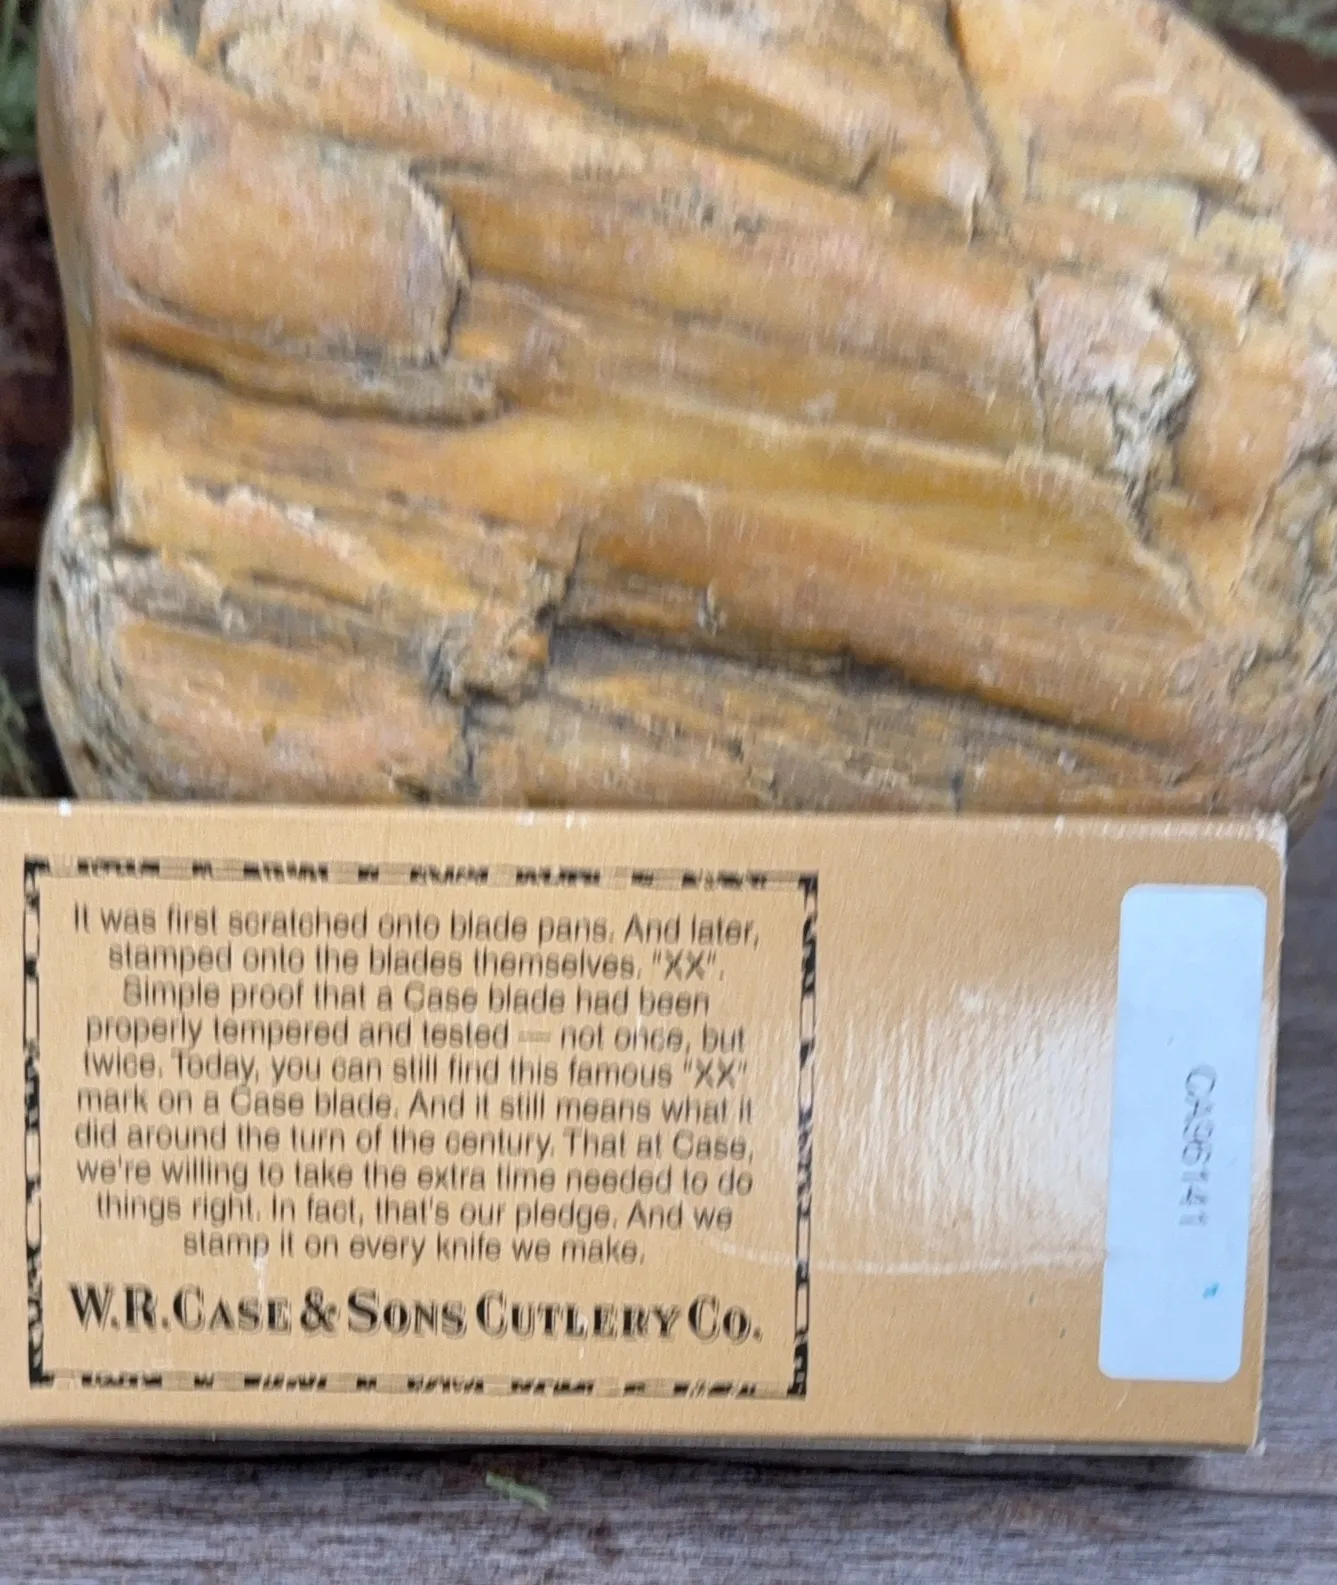 It was first scratched onto blade pans. And later,
stamped onto the blades themselves. "XX".
Simple proof that a Case blade had been
properly tempered and tested — not once, but
twice. Today, you can still find this famous "XX"
mark on a Case blade. And it still means what it
did around the turn of the century. That at Case,
we're willing to take the extra time needed to do
things right. In fact, that's our pledge. And we
stamp it on every knife we make.
W.R. CASE & SONS CUTLERY CO.